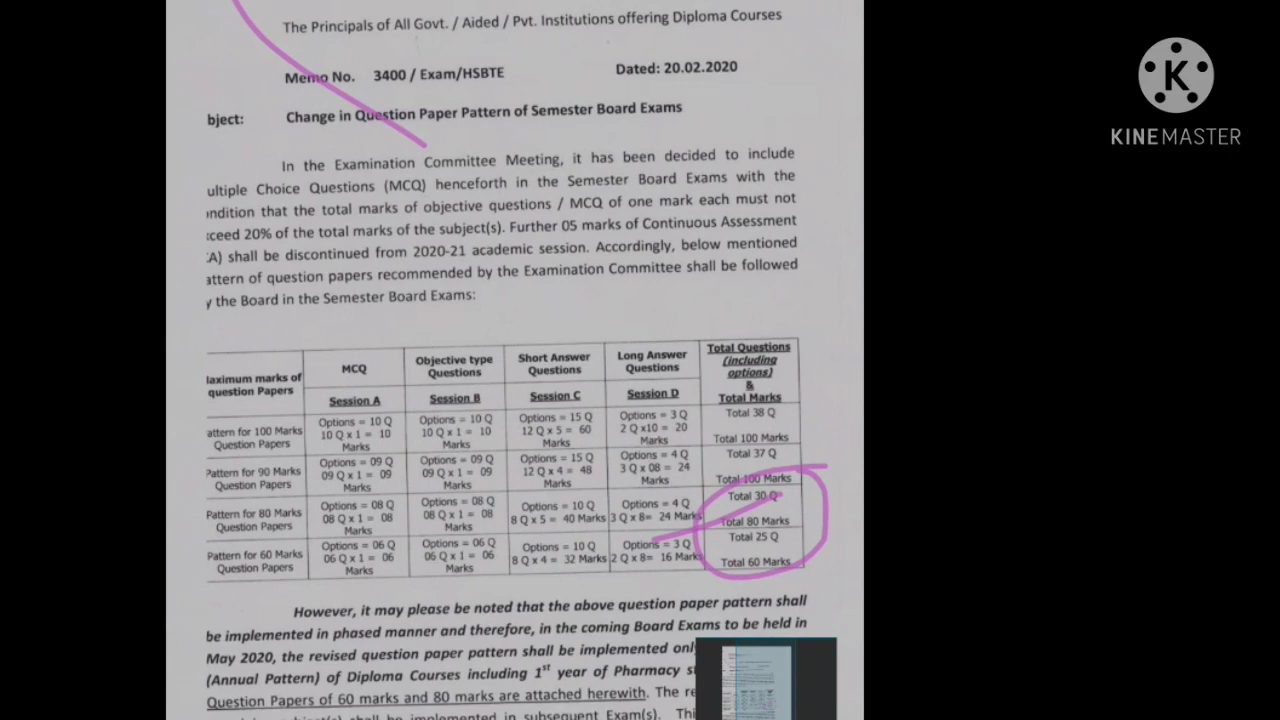 The Principals of All Govt. / Aided / Pvt. Institutions offering Diploma Courses
Memo No. 3400 / Exam/HSBTE Dated: 20.02.2020
bject: Change in Question Paper Pattern of Semester Board Exams
In the Examination Committee Meeting, it has been decided to include
ultiple Choice Questions (MCQ) henceforth in the Semester Board Exams with the
ndition that the total marks of objective questions / MCQ of one mark each must not
ceed 20% of the total marks of the subject(s). Further 05 marks of Continuous Assessment
A) shall be discontinued from 2020-21 academic session. Accordingly, below mentioned
attern of question papers recommended by the Examination Committee shall be followed
y the Board in the Semester Board Exams:
laximum marks of question Papers
MCQ
Session A
Objective type Questions
Session B
Short Answer Questions
Session C
Long Answer Questions
Session D
Total Questions (including options) & Total Marks
attern for 100 Marks Question Papers
Options = 10 Q 10 Q x 1 = 10 Marks
Options = 10 Q 10 Q x 1 = 10 Marks
Options = 15 Q 12 Q x 5 = 60 Marks
Options = 3 Q 2 Q x10 = 20 Marks
Total 38 Q Total 100 Marks
Pattern for 90 Marks Question Papers
Options = 09 Q 09 Q x 1 = 09 Marks
Options = 09 Q 09 Q x 1 = 09 Marks
Options = 15 Q 12 Q x 4 = 48 Marks
Options = 4 Q 3 Q x 08 = 24 Marks
Total 37 Q Total 100 Marks
Pattern for 80 Marks Question Papers
Options = 08 Q 08 Q x 1 = 08 Marks
Options = 08 Q 08 Q x 1 = 08 Marks
Options = 10 Q 8 Q x 5 = 40 Marks
Options = 4 Q 3 Q x 8= 24 Marks
Total 30 Q Total 80 Marks
Pattern for 60 Marks Question Papers
Options = 06 Q 06 Q x 1 = 06 Marks
Options = 06 Q 06 Q x 1 = 06 Marks
Options = 10 Q 8 Q x 4 = 32 Marks
Options = 3 Q 2 Q x 8= 16 Marks
Total 25 Q Total 60 Marks
However, it may please be noted that the above question paper pattern shall
be implemented in phased manner and therefore, in the coming Board Exams to be held in
May 2020, the revised question paper pattern shall be implemented onl
(Annual Pattern) of Diploma Courses including 1st year of Pharmacy st
Question Papers of 60 marks and 80 marks are attached herewith. The re
shall be implemented in subsequent Exam(s). Thi
K
KINEMASTER